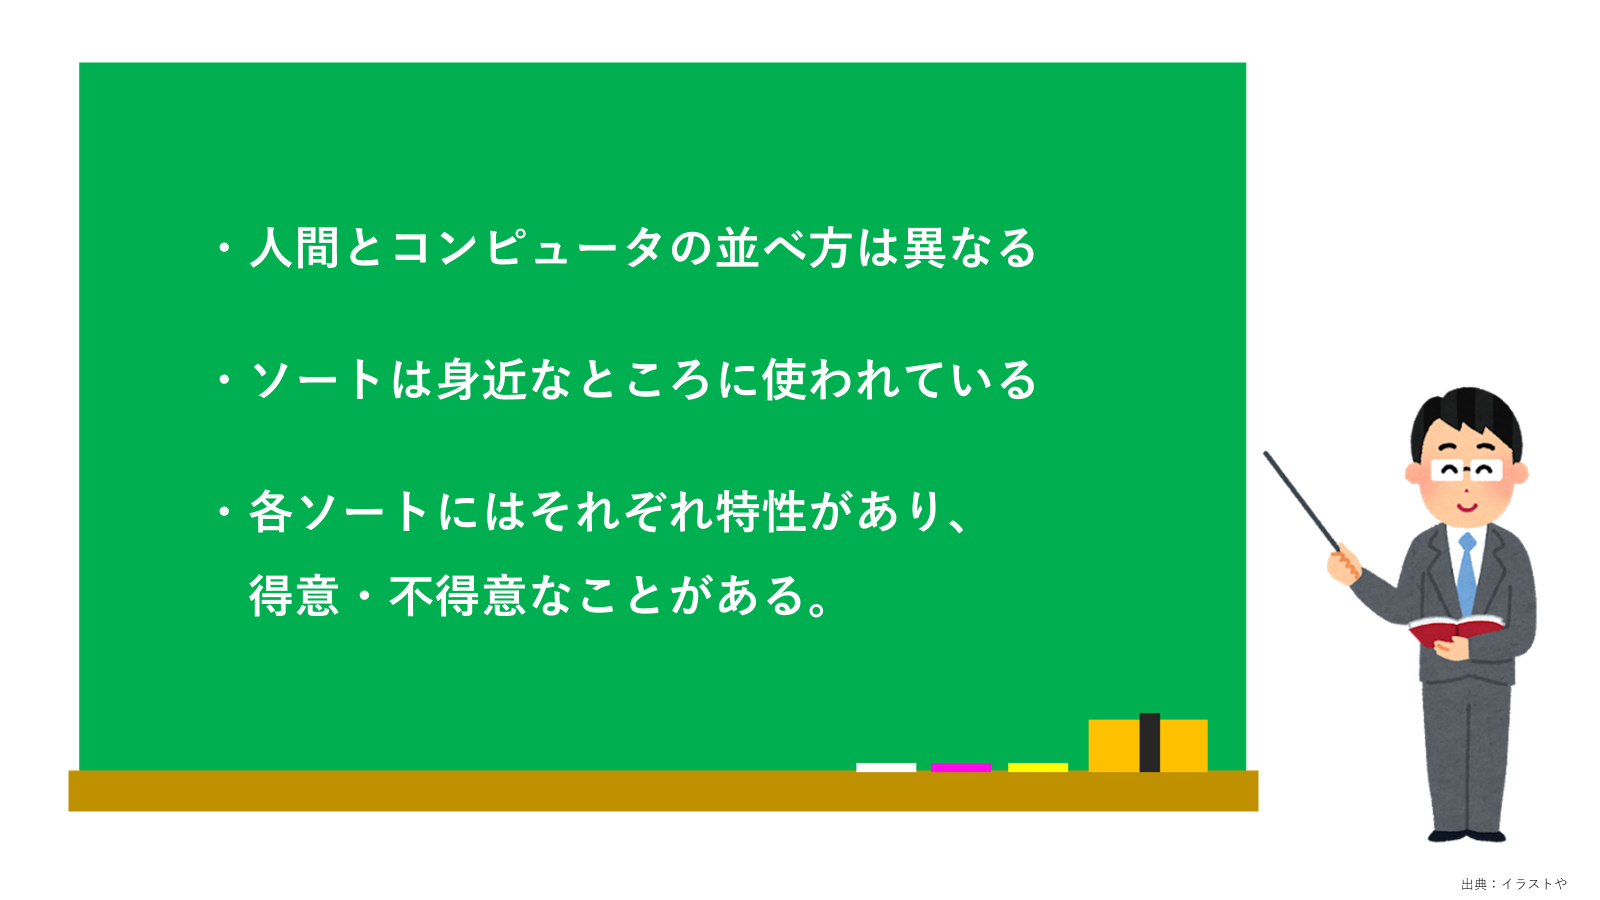 ・人間とコンピュータの並べ方は異なる
・ソートは身近なところに使われている
・各ソートにはそれぞれ特性があり、
得意・不得意なことがある。
出典：イラストや